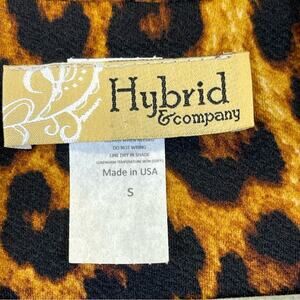 Hybrid
& company
DO NOT WRING
LINE DRY IN SHADE
Made in USA
S